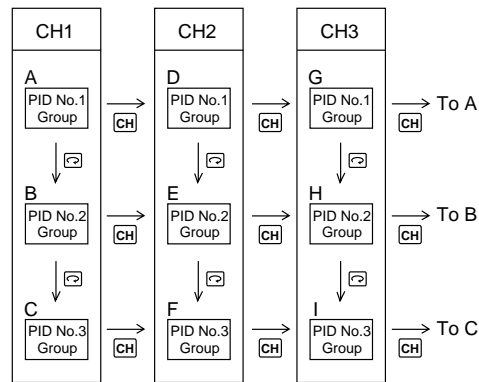 CH1 CH2 CH3
A D G
PID No.1 PID No.1 PID No.1 To A
Group Group Group
CH CH CH
B E H
PID No.2 PID No.2 PID No.2 To B
Group Group Group
CH CH CH
C F I
PID No.3 PID No.3 PID No.3 To C
Group Group Group
CH CH CH